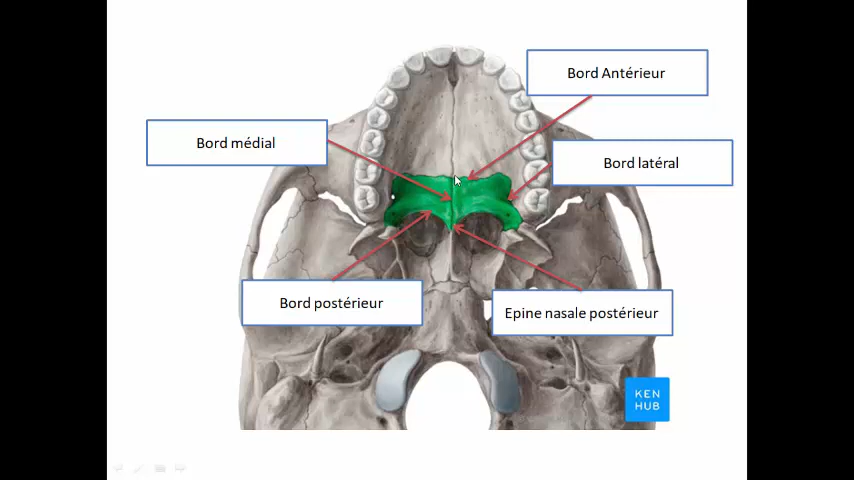 Bord Antérieur
Bord médial
Bord latéral
Bord postérieur
Epine nasale postérieur
KEN
HUB